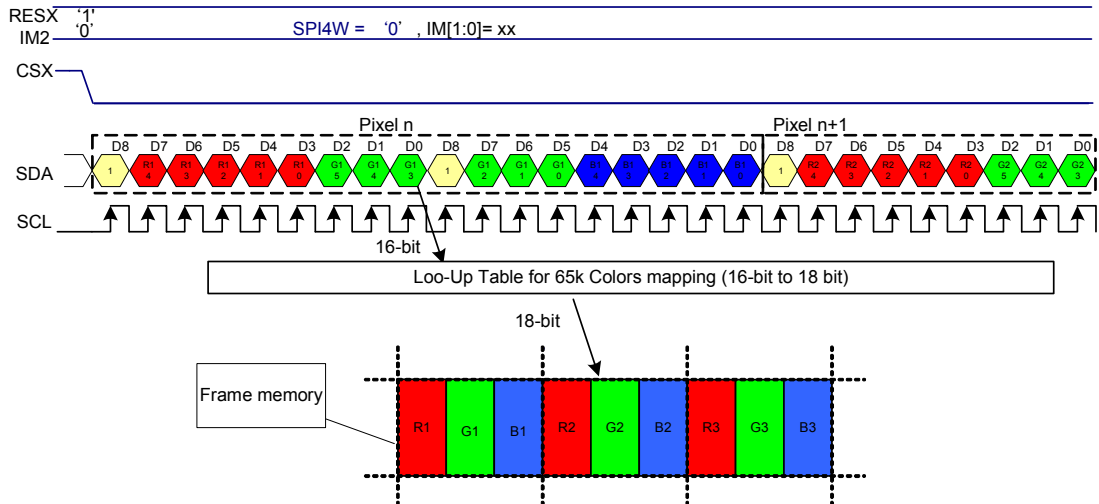 RESX '1'
IM2 '0'
SPI4W = '0' , IM[1:0]= xx
CSX
Pixel n Pixel n+1
D8 D7 D6 D5 D4 D3 D2 D1 D0 D8 D7 D6 D5 D4 D3 D2 D1 D0 D8 D7 D6 D5 D4 D3 D2 D1 D0
SDA
1 R1 4 R1 3 R1 2 R1 1 R1 0 G1 5 G1 4 G1 3 1 G1 2 G1 1 G1 0 B1 4 B1 3 B1 2 B1 1 B1 0 1 R2 4 R2 3 R2 2 R2 1 R2 0 G2 5 G2 4 G2 3
SCL
16-bit
Loo-Up Table for 65k Colors mapping (16-bit to 18 bit)
18-bit
Frame memory
R1 G1 B1 R2 G2 B2 R3 G3 B3